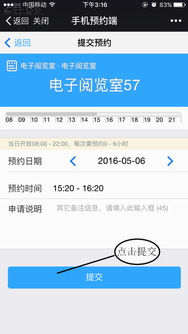 中国移动 下午3:16 83%
返回 关闭 手机预约端
返回 提交预约
电子阅览室 - 电子阅览室
电子阅览室57
08 09 10 11 12 13 14 15 16 17 18 19 20 21
当日开放08:00 - 22:00，每次需预约0 - 6小时
预约日期 2016-05-06
预约时间 15:20 - 16:20
申请说明 其它备注信息，请填入此输入框 (45)
点击提交
提交